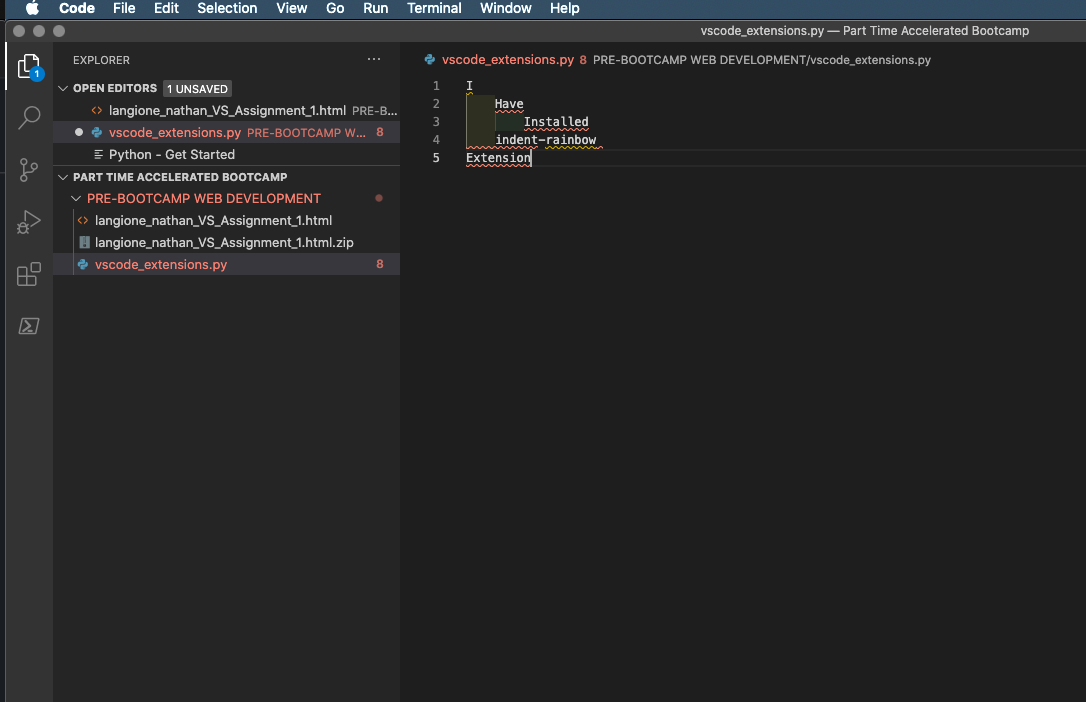 Code File Edit Selection View Go Run Terminal Window Help
vscode_extensions.py — Part Time Accelerated Bootcamp
1
EXPLORER ...
OPEN EDITORS 1 UNSAVED
<> langione_nathan_VS_Assignment_1.html PRE-B...
vscode_extensions.py PRE-BOOTCAMP W... 8
Python - Get Started
PART TIME ACCELERATED BOOTCAMP
PRE-BOOTCAMP WEB DEVELOPMENT
<> langione_nathan_VS_Assignment_1.html
langione_nathan_VS_Assignment_1.html.zip
vscode_extensions.py 8
vscode_extensions.py 8 PRE-BOOTCAMP WEB DEVELOPMENT/vscode_extensions.py
1 I
2 Have
3 Installed
4 indent-rainbow
5 Extension